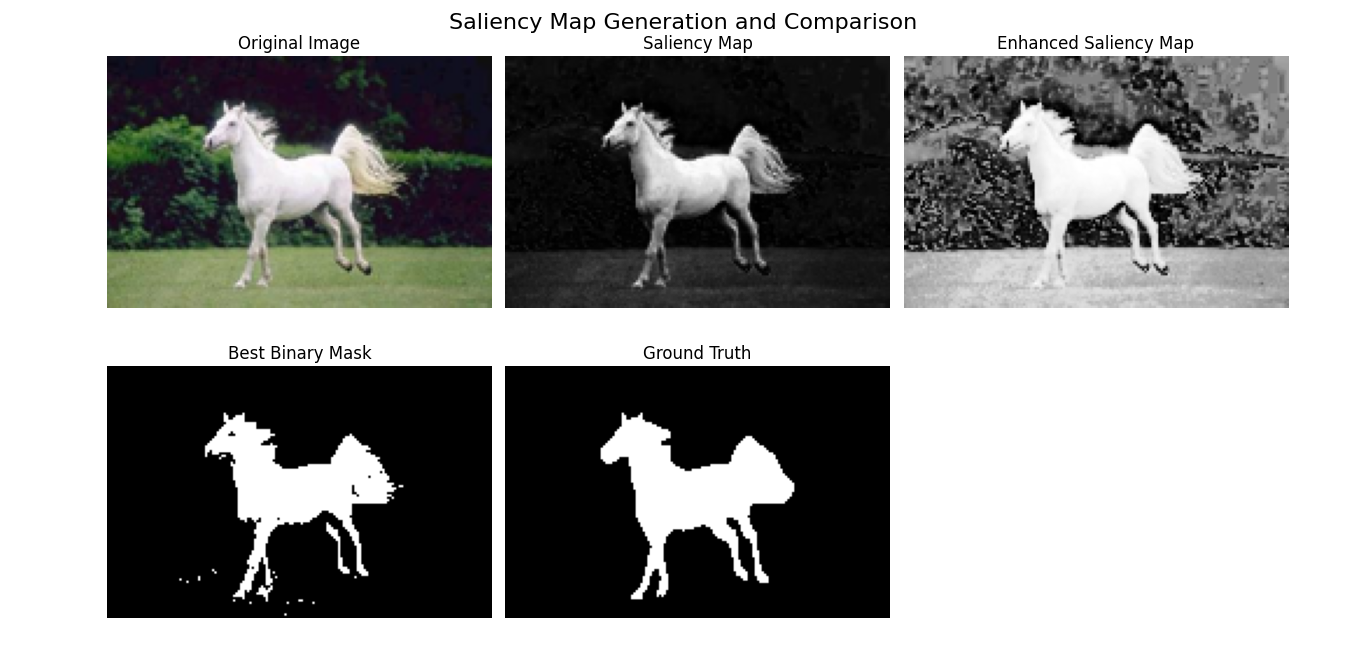 Saliency Map Generation and Comparison
Original Image
Saliency Map
Enhanced Saliency Map
Best Binary Mask
Ground Truth